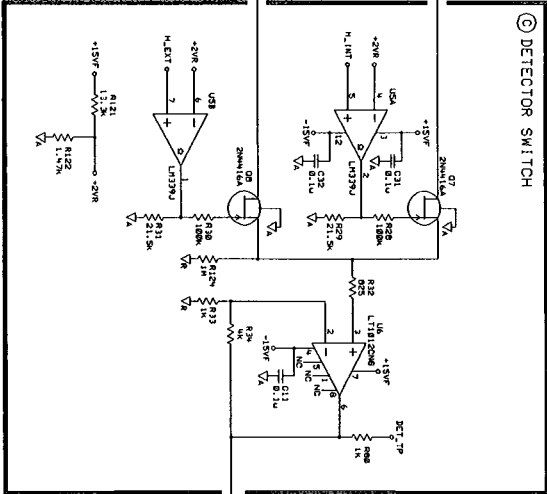 Ⓒ DETECTOR SWITCH
+2VR
H_INT
4
5
U5A
+15VF
3
12
-15VF
2
LM339J
C31
0.1u
C32
0.1u
A
A
Q7
2N4416A
A
R28
100k
R29
21.5k
A
+2VR
H_EXT
6
7
U5B
1
LM339J
Q8
2N4416A
A
R30
100k
R31
21.5k
A
+15VF
R121
13.3k
+2VR
R122
1.47k
A
R32
825
R124
1M
R
R33
1k
R
R34
4k
U6
LT1012CN8
3
2
+15VF
7
4
5
1
8
6
NC
NC
NC
-15VF
C11
0.1u
A
DET_TP
1k